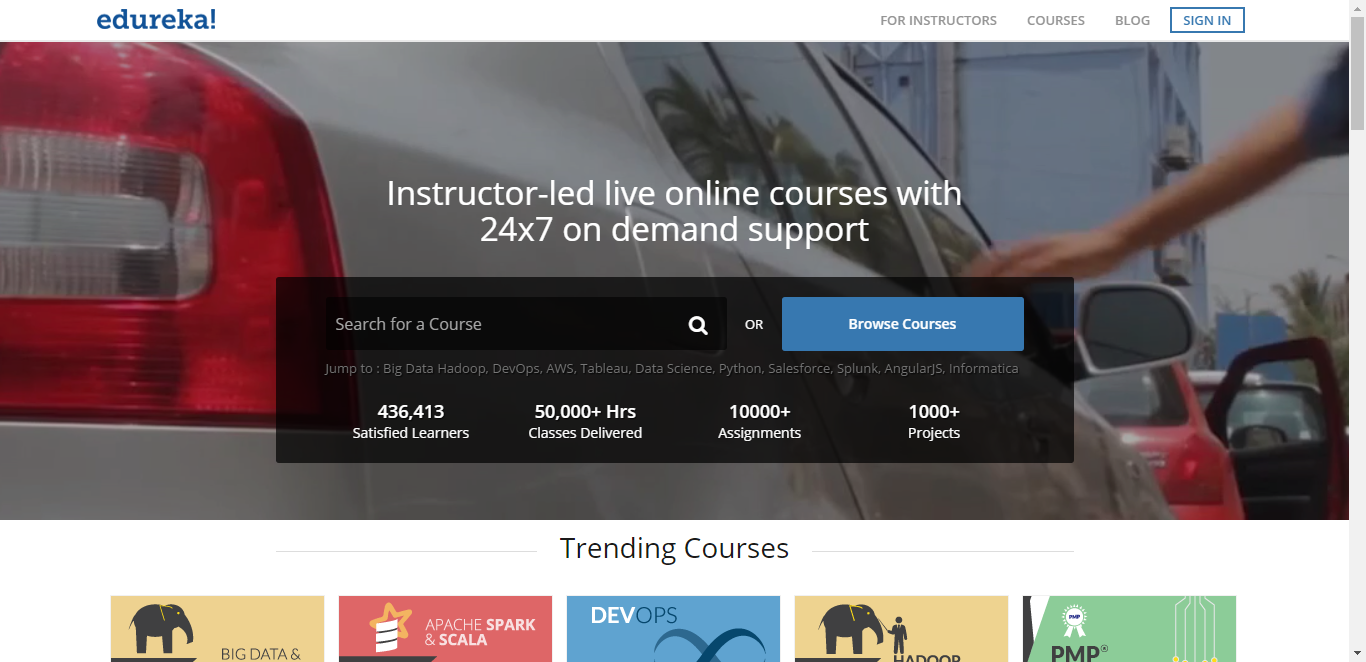 edureka!
FOR INSTRUCTORS COURSES BLOG SIGN IN
Instructor-led live online courses with
24x7 on demand support
Search for a Course OR Browse Courses
Jump to : Big Data Hadoop, DevOps, AWS, Tableau, Data Science, Python, Salesforce, Splunk, AngularJS, Informatica
436,413 50,000+ Hrs 10000+ 1000+
Satisfied Learners Classes Delivered Assignments Projects
Trending Courses
BIG DATA &
APACHE SPARK
& SCALA
DEVOPS
HADOOP
PMP
PMP®